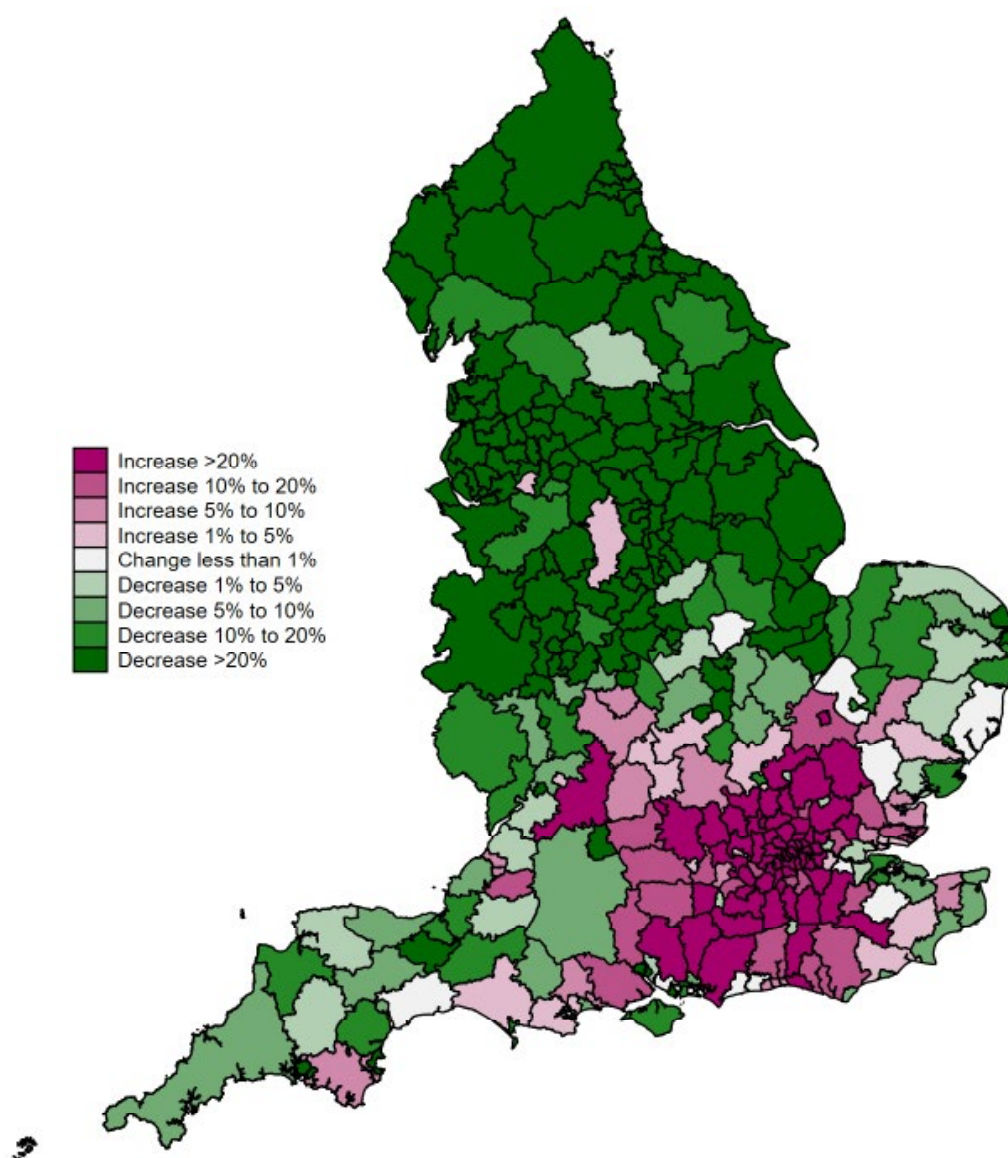 Increase >20%
Increase 10% to 20%
Increase 5% to 10%
Increase 1% to 5%
Change less than 1%
Decrease 1% to 5%
Decrease 5% to 10%
Decrease 10% to 20%
Decrease >20%